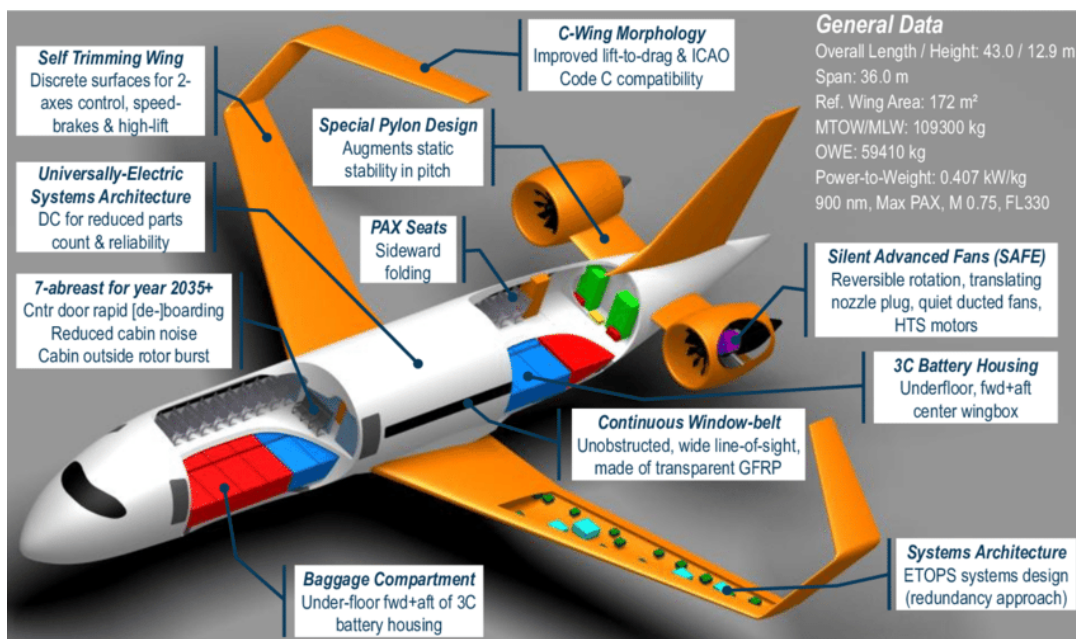 General Data
Overall Length / Height: 43.0 / 12.9 m
Span: 36.0 m
Ref. Wing Area: 172 m²
MTOW/MLW: 109300 kg
OWE: 59410 kg
Power-to-Weight: 0.407 kW/kg
900 nm, Max PAX, M 0.75, FL330
C-Wing Morphology
Improved lift-to-drag & ICAO
Code C compatibility
Self Trimming Wing
Discrete surfaces for 2-
axes control, speed-
brakes & high-lift
Special Pylon Design
Augments static
stability in pitch
Universally-Electric
Systems Architecture
DC for reduced parts
count & reliability
PAX Seats
Sideward
folding
Silent Advanced Fans (SAFE)
Reversible rotation, translating
nozzle plug, quiet ducted fans,
HTS motors
7-abreast for year 2035+
Cntr door rapid [de-]boarding
Reduced cabin noise
Cabin outside rotor burst
3C Battery Housing
Underfloor, fwd+aft
center wingbox
Continuous Window-belt
Unobstructed, wide line-of-sight,
made of transparent GFRP
Systems Architecture
ETOPS systems design
(redundancy approach)
Baggage Compartment
Under-floor fwd+aft of 3C
battery housing